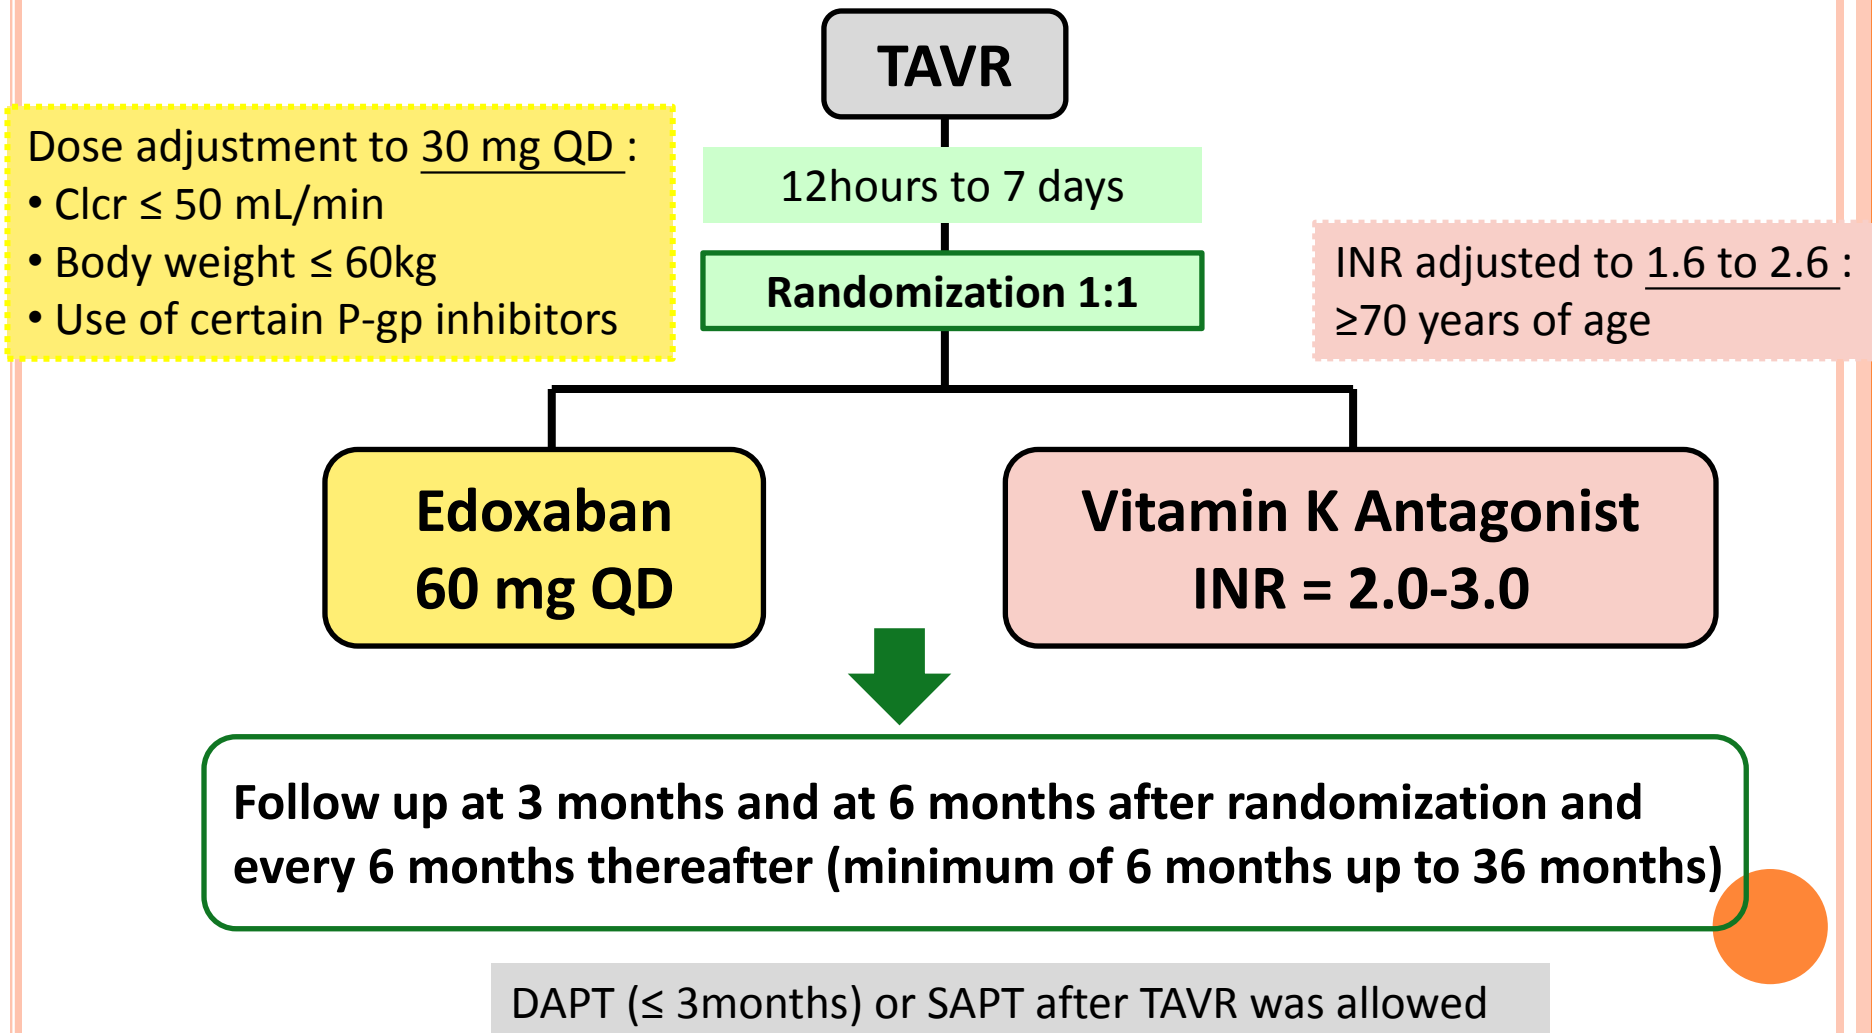 TAVR
Dose adjustment to 30 mg QD :
• Clcr ≤ 50 mL/min
• Body weight ≤ 60kg
• Use of certain P-gp inhibitors
12hours to 7 days
Randomization 1:1
INR adjusted to 1.6 to 2.6 :
≥70 years of age
Edoxaban
60 mg QD
Vitamin K Antagonist
INR = 2.0-3.0
Follow up at 3 months and at 6 months after randomization and
every 6 months thereafter (minimum of 6 months up to 36 months)
DAPT (≤ 3months) or SAPT after TAVR was allowed